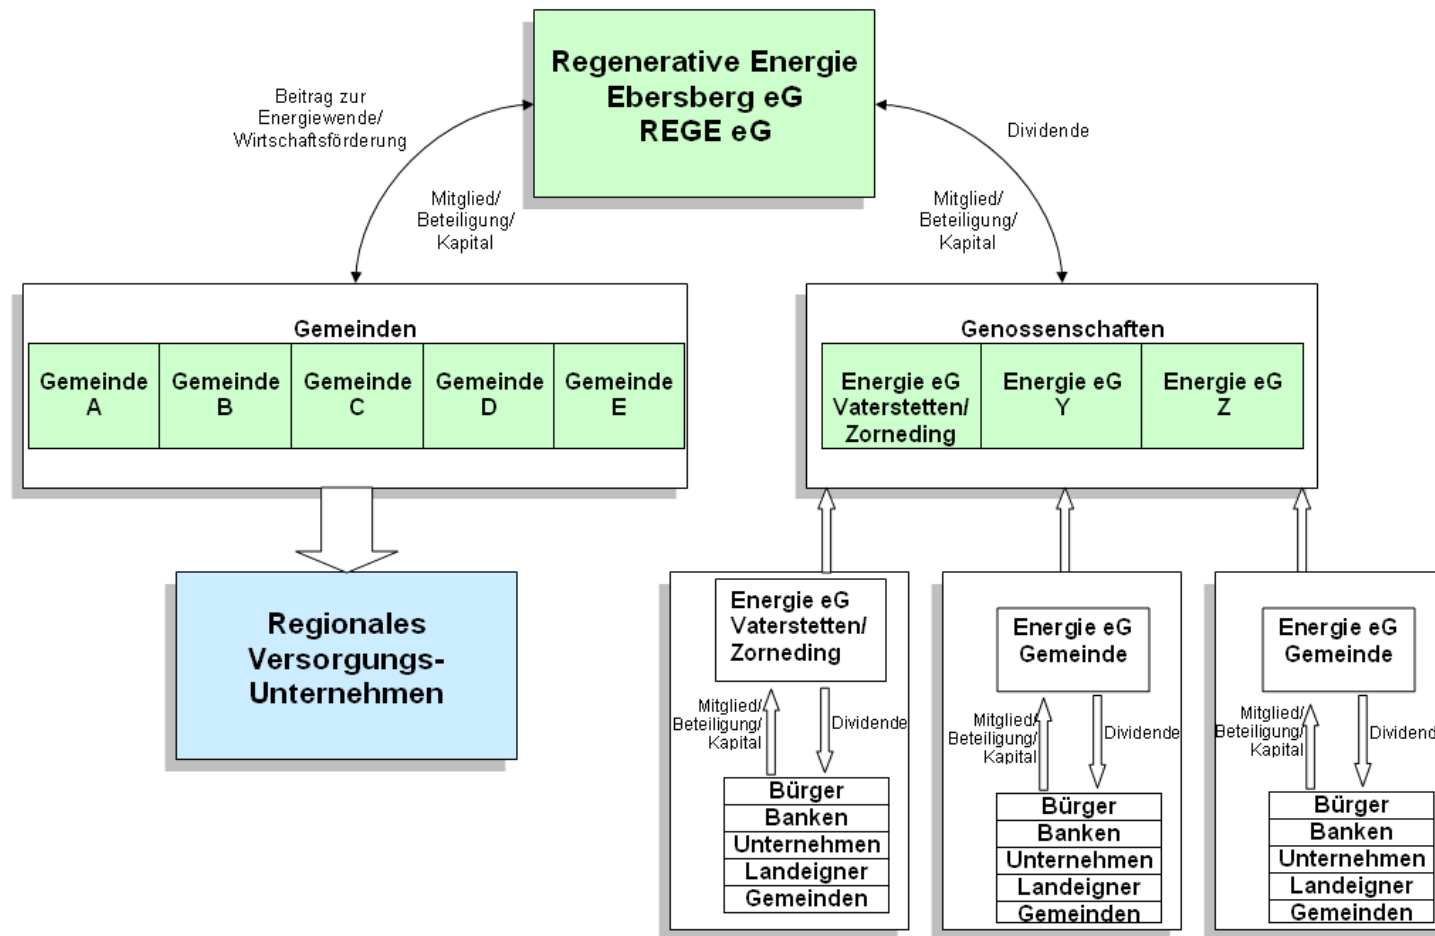 Regenerative Energie
Ebersberg eG
REGE eG
Beitrag zur
Energiewende/
Wirtschaftsförderung
Dividende
Mitglied/
Beteiligung/
Kapital
Mitglied/
Beteiligung/
Kapital
Gemeinden
Gemeinde
A
Gemeinde
B
Gemeinde
C
Gemeinde
D
Gemeinde
E
Genossenschaften
Energie eG
Vaterstetten/
Zorneding
Energie eG
Y
Energie eG
Z
Regionales
Versorgungs-
Unternehmen
Energie eG
Vaterstetten/
Zorneding
Mitglied/
Beteiligung/
Kapital
Dividende
Bürger
Banken
Unternehmen
Landeigner
Gemeinden
Energie eG
Gemeinde
Mitglied/
Beteiligung/
Kapital
Dividende
Bürger
Banken
Unternehmen
Landeigner
Gemeinden
Energie eG
Gemeinde
Mitglied/
Beteiligung/
Kapital
Dividend
Bürger
Banken
Unternehmen
Landeigner
Gemeinden